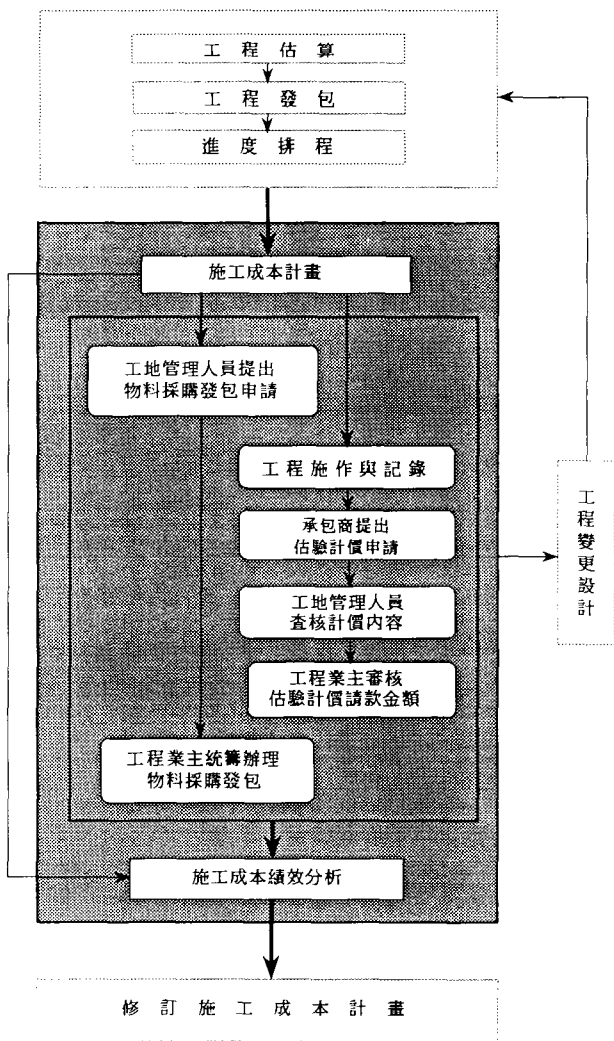 工程估算
工程發包
進度排程
施工成本計畫
工地管理人員提出
物料採購發包申請
工程施作與記錄
承包商提出
估驗計價申請
工地管理人員
查核計價內容
工程業主審核
估驗計價請款金額
工程業主統籌辦理
物料採購發包
施工成本績效分析
修訂施工成本計畫
工程變更設計